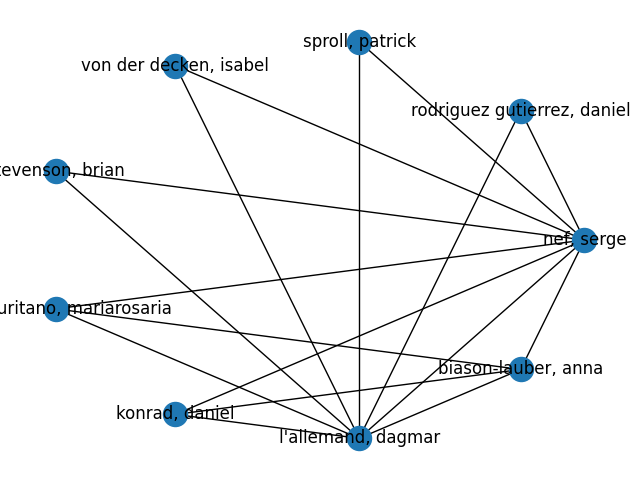 sproll, patrick
von der decken, isabel
rodriguez gutierrez, daniel
tevenson, brian
nef, serge
uritano, mariarosaria
biason-lauber, anna
konrad, daniel
l'allemand, dagmar